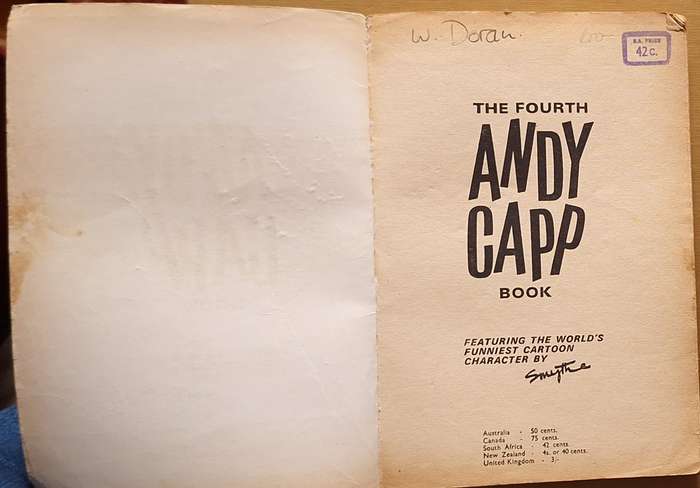 W. Doran.
S.A. PRICE
42c.
THE FOURTH
ANDY
CAPP
BOOK
FEATURING THE WORLD'S
FUNNIEST CARTOON
CHARACTER BY
Smythe
Australia - 50 cents.
Canada - 75 cents.
South Africa - 42 cents.
New Zealand - 4s. or 40 cents.
United Kingdom - 3/-